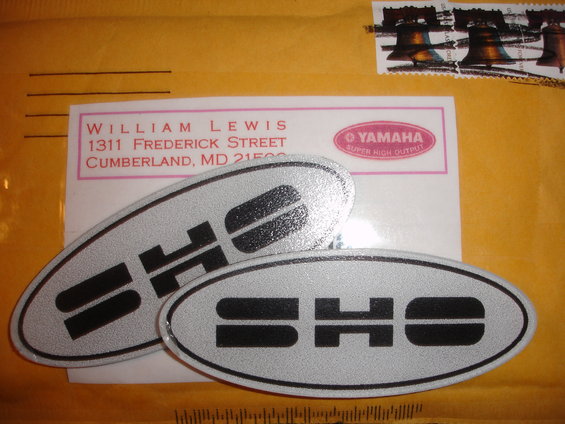 WILLIAM LEWIS
1311 FREDERICK STREET
CUMBERLAND, MD
YAMAHA
SUPER HIGH OUTPUT
SHO
SHO